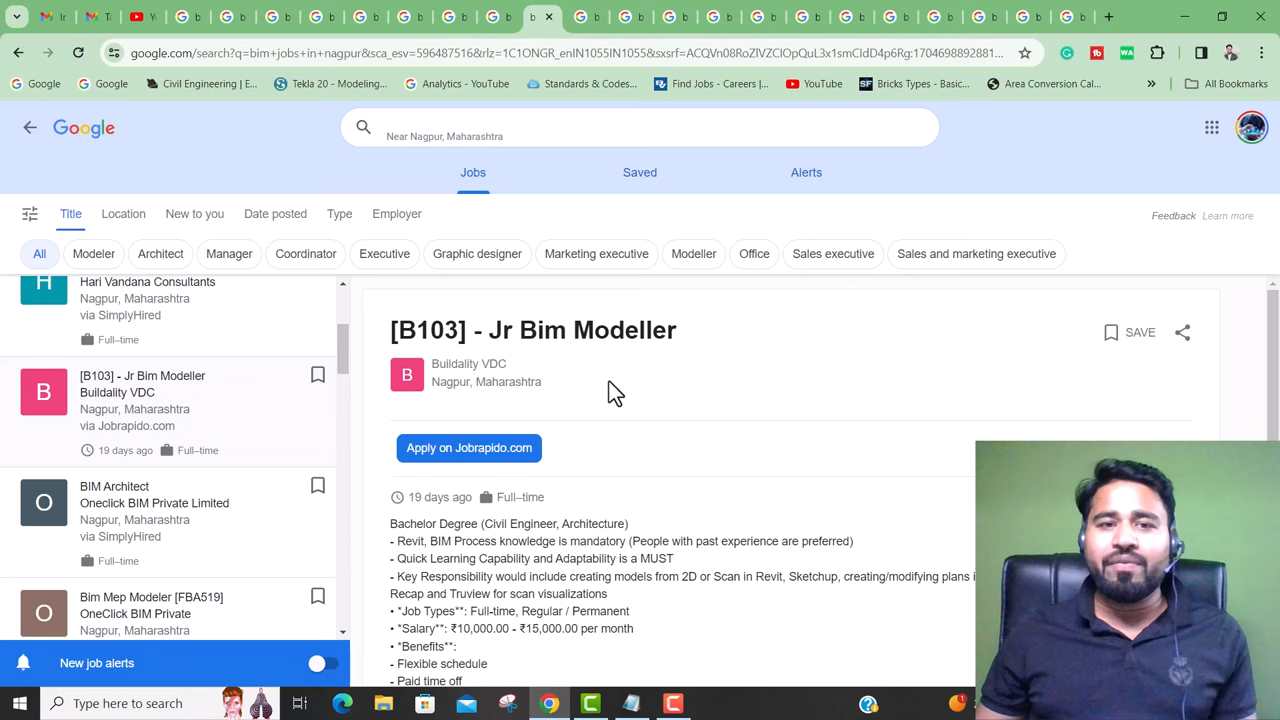 b
google.com/search?q=bim+jobs+in+nagpur&sca_esv=596487516&rlz=1C1ONGR_enIN1055IN1055&sxsrf=ACQVn08RoZlVZClOpQuL3x1smCldD4p6Rg:1704698892881...
Google
Google
Civil Engineering | E...
Tekla 20 - Modeling...
Analytics - YouTube
Standards & Codes...
Find Jobs - Careers |...
YouTube
Bricks Types - Basic...
Area Conversion Cal...
All Bookmarks
Google
Near Nagpur, Maharashtra
Jobs
Saved
Alerts
Title
Location
New to you
Date posted
Type
Employer
Feedback
Learn more
All
Modeler
Architect
Manager
Coordinator
Executive
Graphic designer
Marketing executive
Modeller
Office
Sales executive
Sales and marketing executive
H
Hari Vandana Consultants
Nagpur, Maharashtra
via SimplyHired
Full–time
B
[B103] - Jr Bim Modeller
Buildality VDC
Nagpur, Maharashtra
via Jobrapido.com
19 days ago
Full–time
O
BIM Architect
Oneclick BIM Private Limited
Nagpur, Maharashtra
via SimplyHired
Full–time
O
Bim Mep Modeler [FBA519]
OneClick BIM Private
Nagpur, Maharashtra
New job alerts
[B103] - Jr Bim Modeller
SAVE
B
Buildality VDC
Nagpur, Maharashtra
Apply on Jobrapido.com
19 days ago
Full–time
Bachelor Degree (Civil Engineer, Architecture)
- Revit, BIM Process knowledge is mandatory (People with past experience are preferred)
- Quick Learning Capability and Adaptability is a MUST
- Key Responsibility would include creating models from 2D or Scan in Revit, Sketchup, creating/modifying plans i
Recap and Truview for scan visualizations
• *Job Types**: Full-time, Regular / Permanent
• *Salary**: ₹10,000.00 - ₹15,000.00 per month
• *Benefits**:
- Flexible schedule
- Paid time off
Type here to search